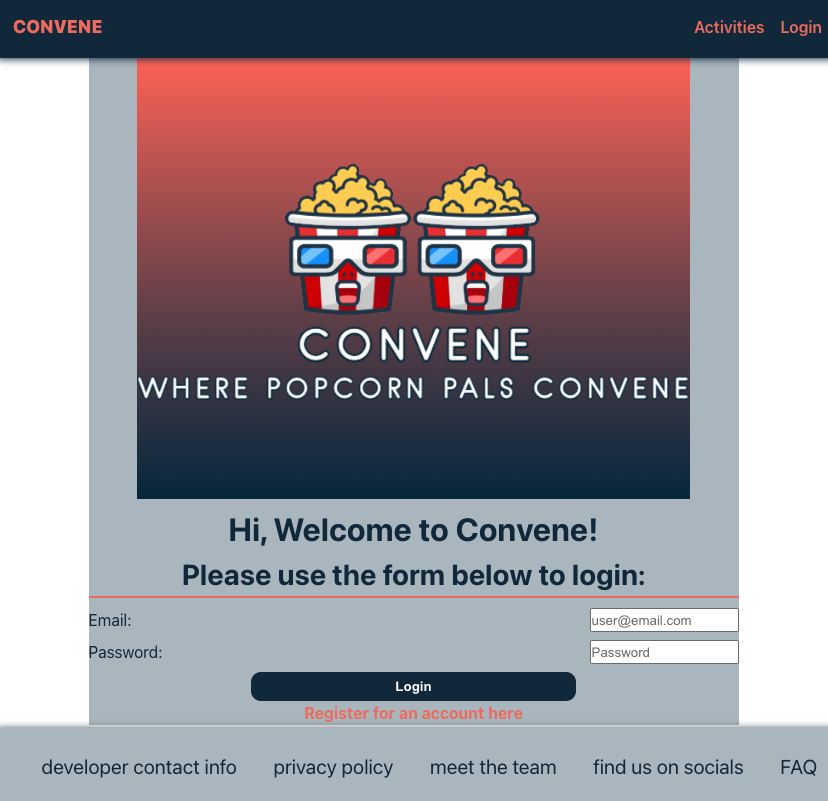 CONVENE
Activities Login
CONVENE
WHERE POPCORN PALS CONVENE
Hi, Welcome to Convene!
Please use the form below to login:
Email: user@email.com
Password: Password
Login
Register for an account here
developer contact info privacy policy meet the team find us on socials FAQ